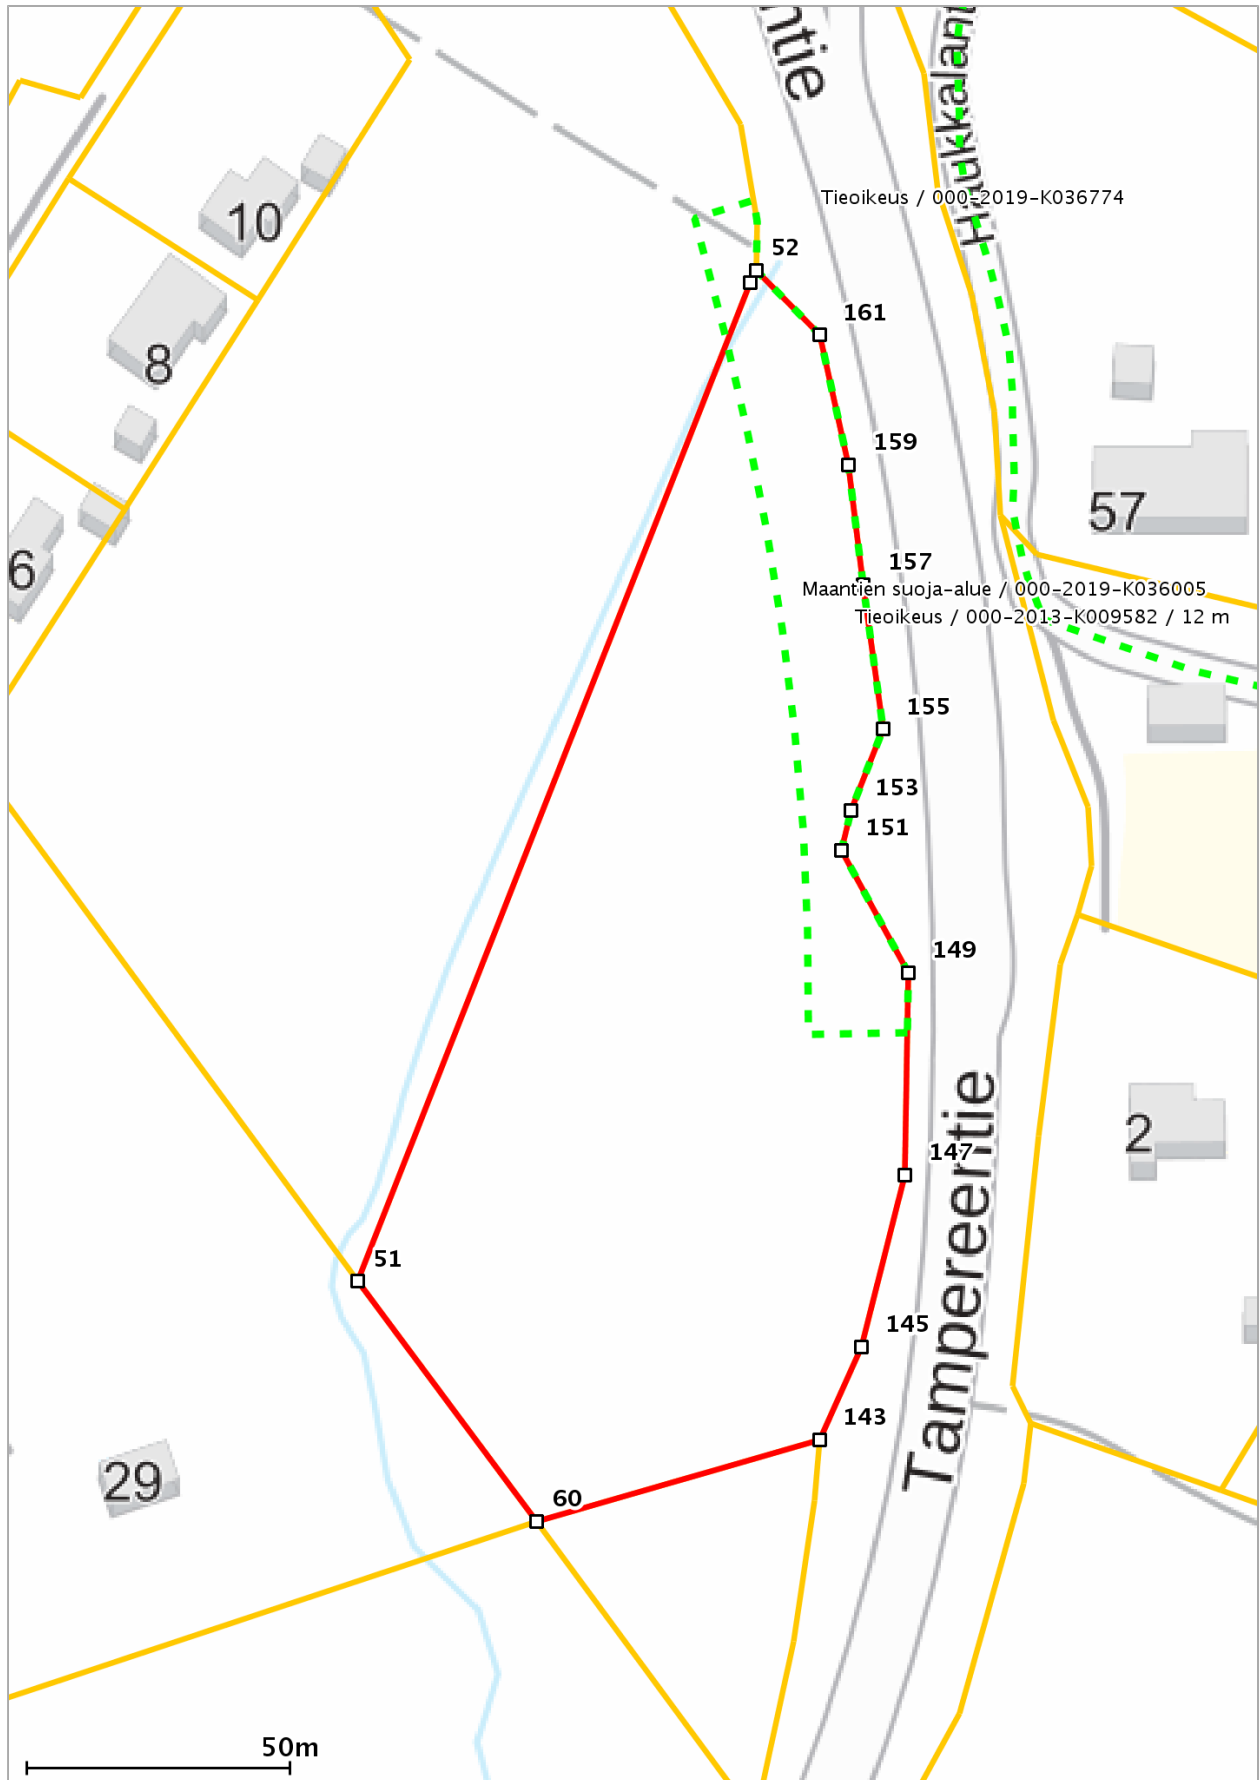 ntie
Haukkalant
Tieoikeus / 000-2019-K036774
10
52
161
8
159
57
157
6
Maantien suoja-alue / 000-2019-K036005
Tieoikeus / 000-2013-K009582 / 12 m
155
153
151
149
2
147
Tampereentie
51
145
143
29
60
50m